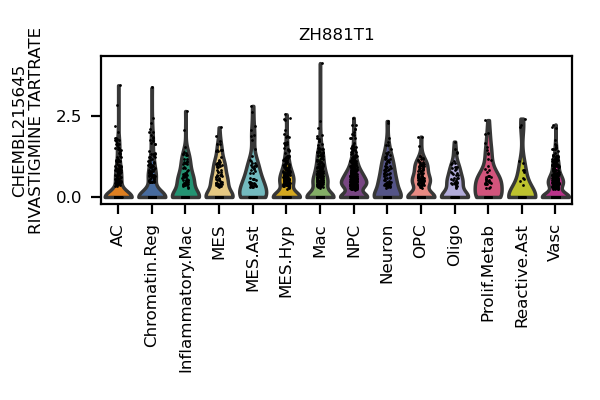 ZH881T1
CHEMBL215645
RIVASTIGMINE TARTRATE
2.5
0.0
AC
Chromatin.Reg
Inflammatory.Mac
MES
MES.Ast
MES.Hyp
Mac
NPC
Neuron
OPC
Oligo
Prolif.Metab
Reactive.Ast
Vasc